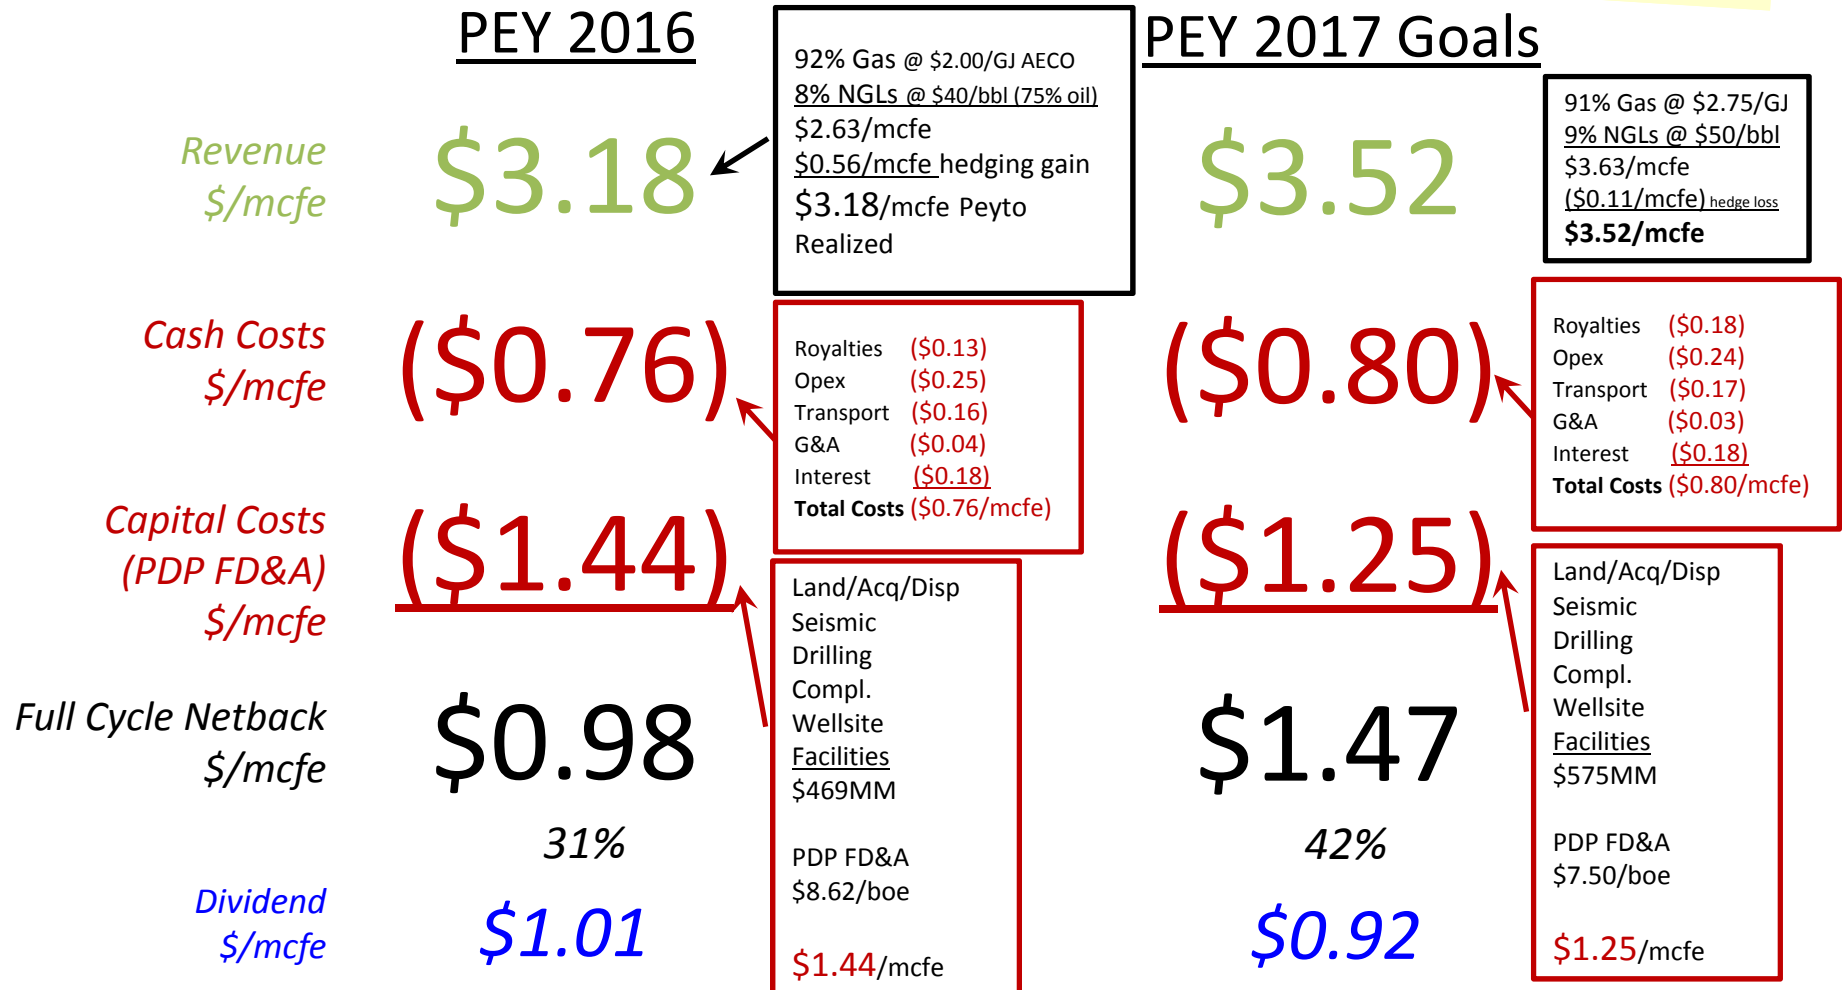 PEY 2016
PEY 2017 Goals
Revenue
$/mcfe
$3.18
92% Gas @ $2.00/GJ AECO
8% NGLs @ $40/bbl (75% oil)
$2.63/mcfe
$0.56/mcfe hedging gain
$3.18/mcfe Peyto
Realized
$3.52
91% Gas @ $2.75/GJ
9% NGLs @ $50/bbl
$3.63/mcfe
($0.11/mcfe) hedge loss
$3.52/mcfe
Cash Costs
$/mcfe
($0.76)
Royalties ($0.13)
Opex ($0.25)
Transport ($0.16)
G&A ($0.04)
Interest ($0.18)
Total Costs ($0.76/mcfe)
($0.80)
Royalties ($0.18)
Opex ($0.24)
Transport ($0.17)
G&A ($0.03)
Interest ($0.18)
Total Costs ($0.80/mcfe)
Capital Costs
(PDP FD&A)
$/mcfe
($1.44)
Land/Acq/Disp
Seismic
Drilling
Compl.
Wellsite
Facilities
$469MM
PDP FD&A
$8.62/boe
$1.44/mcfe
($1.25)
Land/Acq/Disp
Seismic
Drilling
Compl.
Wellsite
Facilities
$575MM
PDP FD&A
$7.50/boe
$1.25/mcfe
Full Cycle Netback
$/mcfe
$0.98
31%
$1.47
42%
Dividend
$/mcfe
$1.01
$0.92